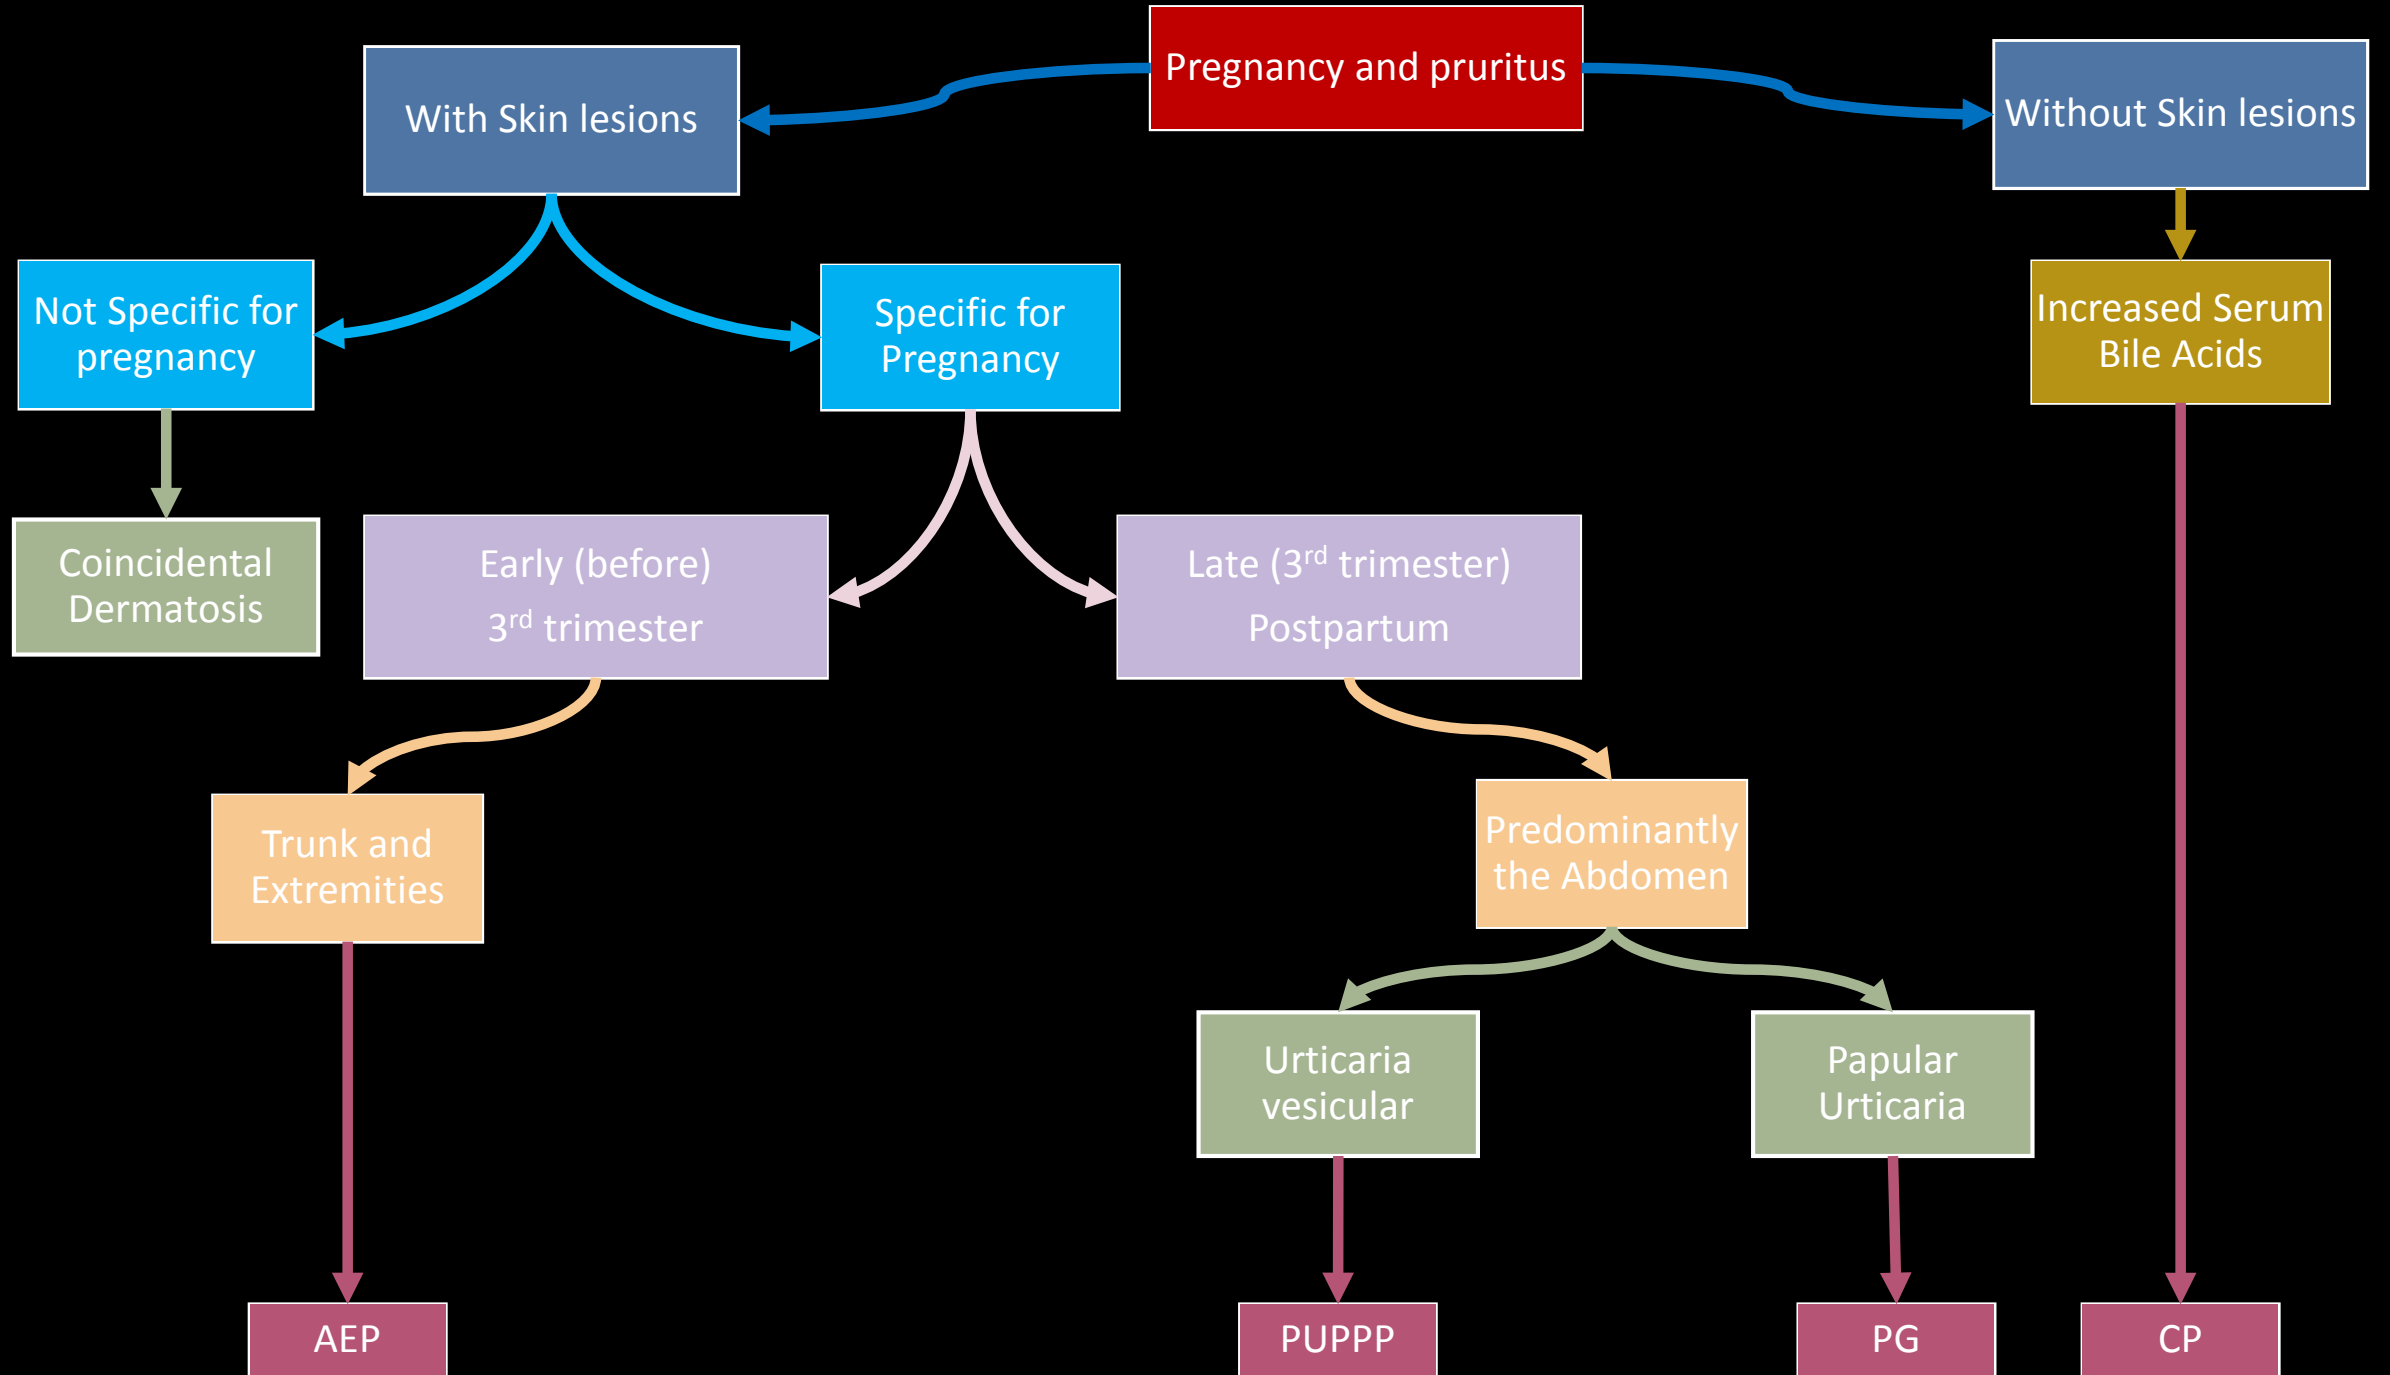 Pregnancy and pruritus
With Skin lesions
Without Skin lesions
Not Specific for
pregnancy
Specific for
Pregnancy
Increased Serum
Bile Acids
Coincidental
Dermatosis
Early (before)
3rd trimester
Late (3rd trimester)
Postpartum
Trunk and
Extremities
Predominantly
the Abdomen
Urticaria
vesicular
Papular
Urticaria
AEP
PUPPP
PG
CP